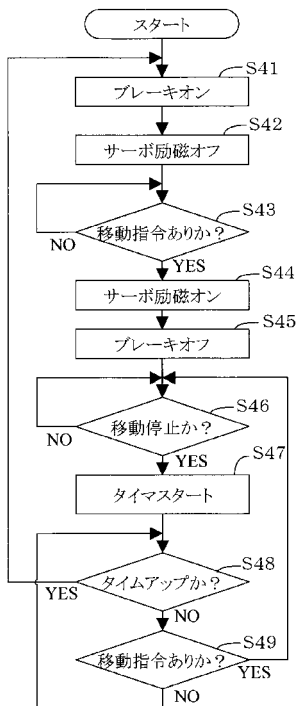 スタート
S41
ブレーキオン
S42
サーボ励磁オフ
S43
移動指令ありか？
NO
YES
S44
サーボ励磁オン
S45
ブレーキオフ
S46
移動停止か？
NO
YES
S47
タイマスタート
S48
タイムアップか？
YES
NO
S49
移動指令ありか？
YES
NO